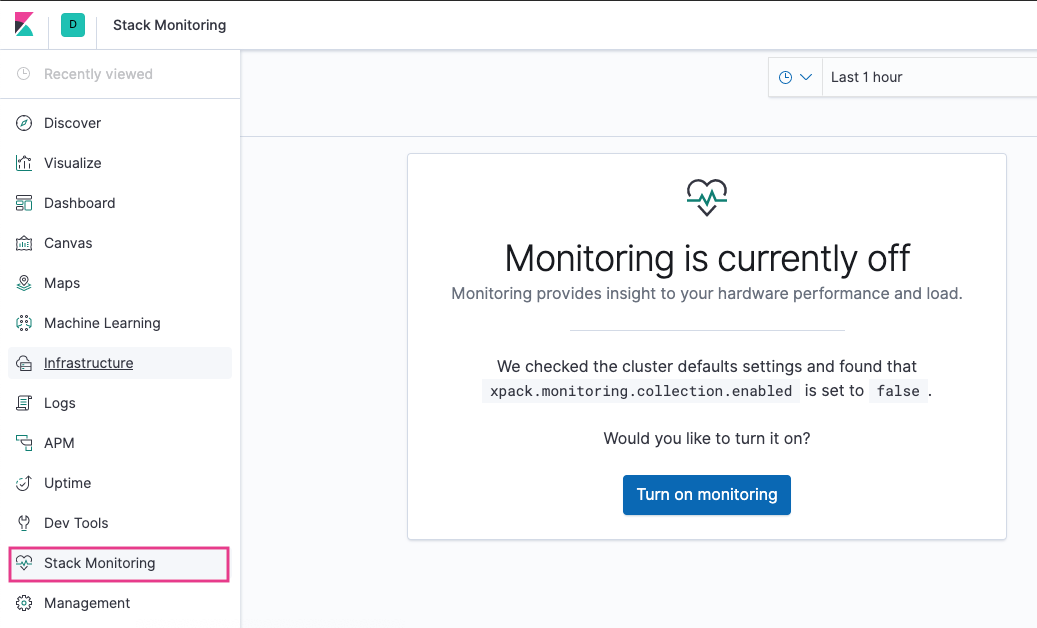 D
Stack Monitoring
Recently viewed
Last 1 hour
Discover
Visualize
Dashboard
Canvas
Maps
Machine Learning
Infrastructure
Logs
APM
Uptime
Dev Tools
Stack Monitoring
Management
Monitoring is currently off
Monitoring provides insight to your hardware performance and load.
We checked the cluster defaults settings and found that
xpack.monitoring.collection.enabled is set to false .
Would you like to turn it on?
Turn on monitoring